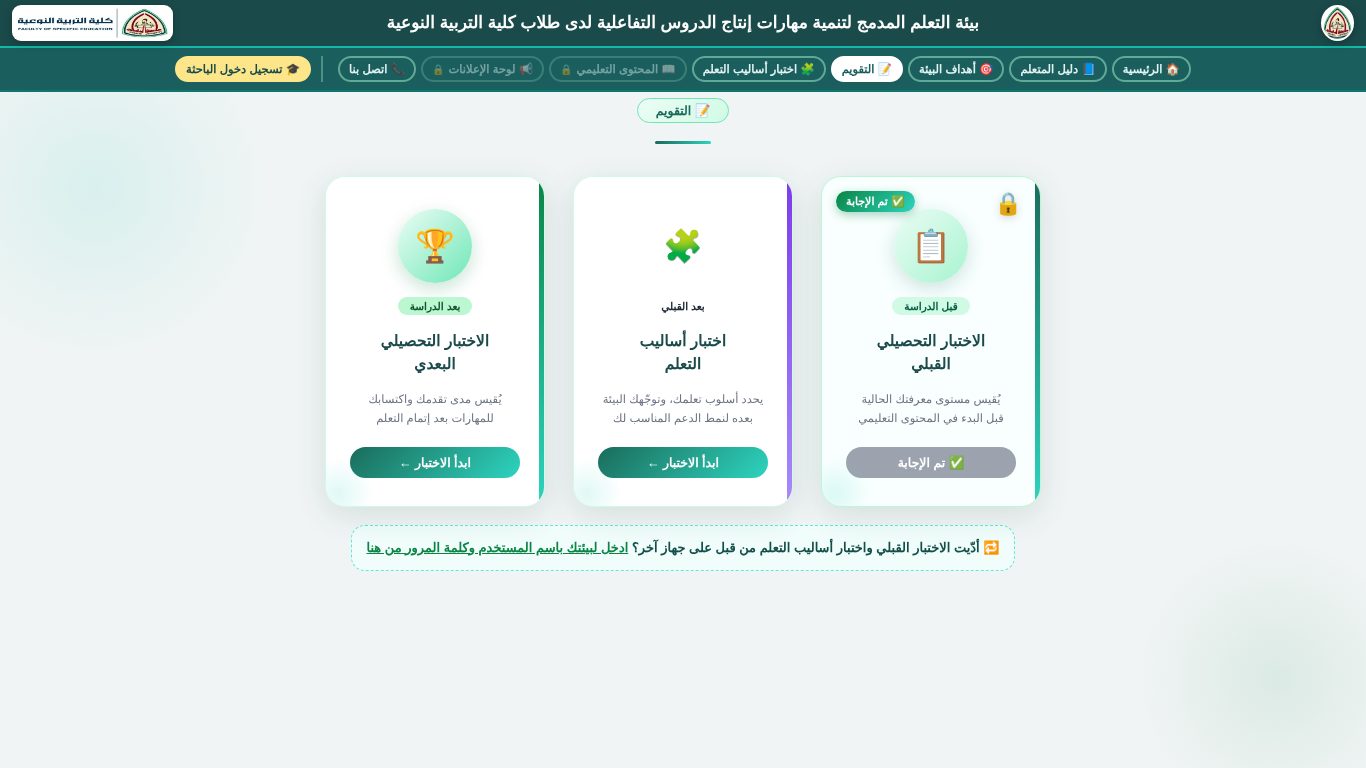 بيئة التعلم المدمج لتنمية مهارات إنتاج الدروس التفاعلية لدى طلاب كلية التربية النوعية
كلية التربية النوعية
FACULTY OF SPECIFIC EDUCATION
🏠 الرئيسية
📘 دليل المتعلم
🎯 أهداف البيئة
📝 التقويم
🧩 اختبار أساليب التعلم
📖 المحتوى التعليمي 🔒
📢 لوحة الإعلانات 🔒
📞 اتصل بنا
🎓 تسجيل دخول الباحثة
📝 التقويم
✅ تم الإجابة
قبل الدراسة
الاختبار التحصيلي
القبلي
يُقيس مستوى معرفتك الحالية
قبل البدء في المحتوى التعليمي
✅ تم الإجابة
بعد القبلي
اختبار أساليب
التعلم
يحدد أسلوب تعلمك، وتوجّهك البيئة
بعده لنمط الدعم المناسب لك
ابدأ الاختبار ←
بعد الدراسة
الاختبار التحصيلي
البعدي
يُقيس مدى تقدمك واكتسابك
للمهارات بعد إتمام التعلم
ابدأ الاختبار ←
🔁 أدّيت الاختبار القبلي واختبار أساليب التعلم من قبل على جهاز آخر؟ ادخل لبيئتك باسم المستخدم وكلمة المرور من هنا